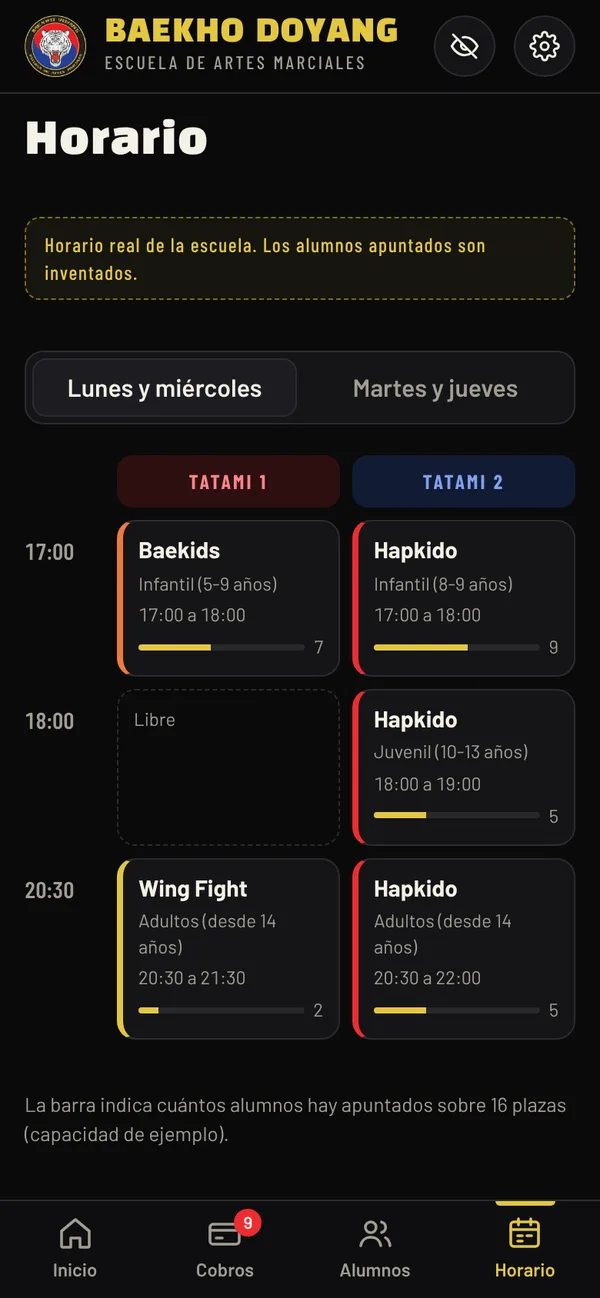 BAEKHO DOYANG
ESCUELA DE ARTES MARCIALES
Horario
Horario real de la escuela. Los alumnos apuntados son
inventados.
Lunes y miércoles
Martes y jueves
TATAMI 1
TATAMI 2
17:00
Baekids
Infantil (5-9 años)
17:00 a 18:00
7
Hapkido
Infantil (8-9 años)
17:00 a 18:00
9
18:00
Libre
Hapkido
Juvenil (10-13 años)
18:00 a 19:00
5
20:30
Wing Fight
Adultos (desde 14
años)
20:30 a 21:30
2
Hapkido
Adultos (desde 14
años)
20:30 a 22:00
5
La barra indica cuántos alumnos hay apuntados sobre 16 plazas
(capacidad de ejemplo).
Inicio
9
Cobros
Alumnos
Horario